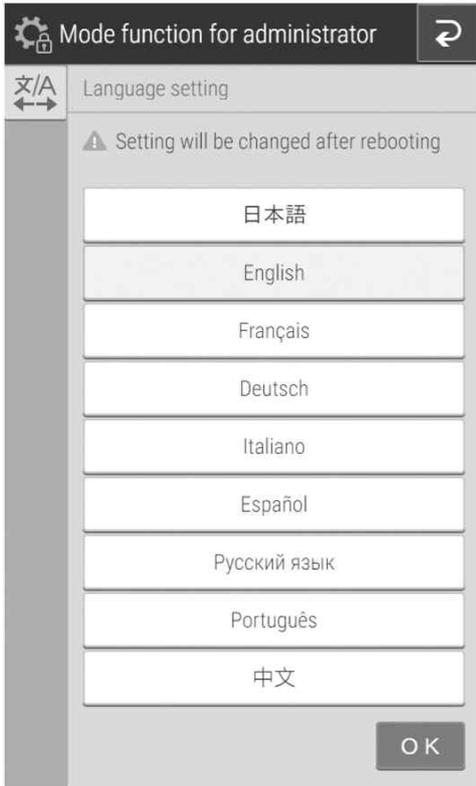 Mode function for administrator
文/A
Language setting
Setting will be changed after rebooting
日本語
English
Français
Deutsch
Italiano
Español
Русский язык
Português
中文
OK